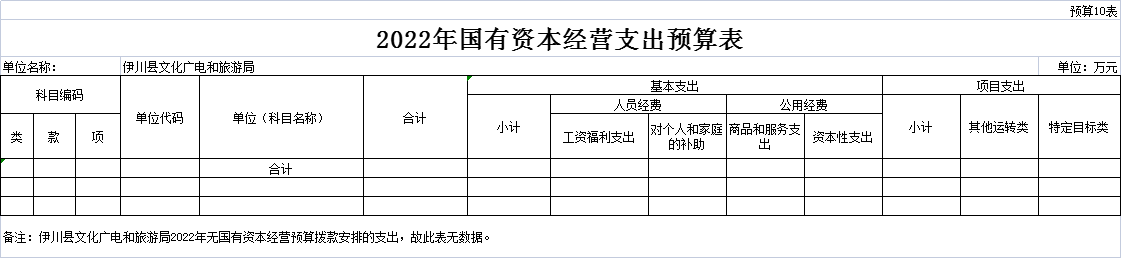 预算10表
2022年国有资本经营支出预算表
单位名称： 伊川县文化广电和旅游局 单位：万元
科目编码 单位代码 单位（科目名称） 合计 基本支出 项目支出
小计 人员经费 公用经费 小计 其他运转类 特定目标类
类 款 项 工资福利支出 对个人和家庭的补助 商品和服务支出 资本性支出
合计
备注：伊川县文化广电和旅游局2022年无国有资本经营预算拨款安排的支出，故此表无数据。